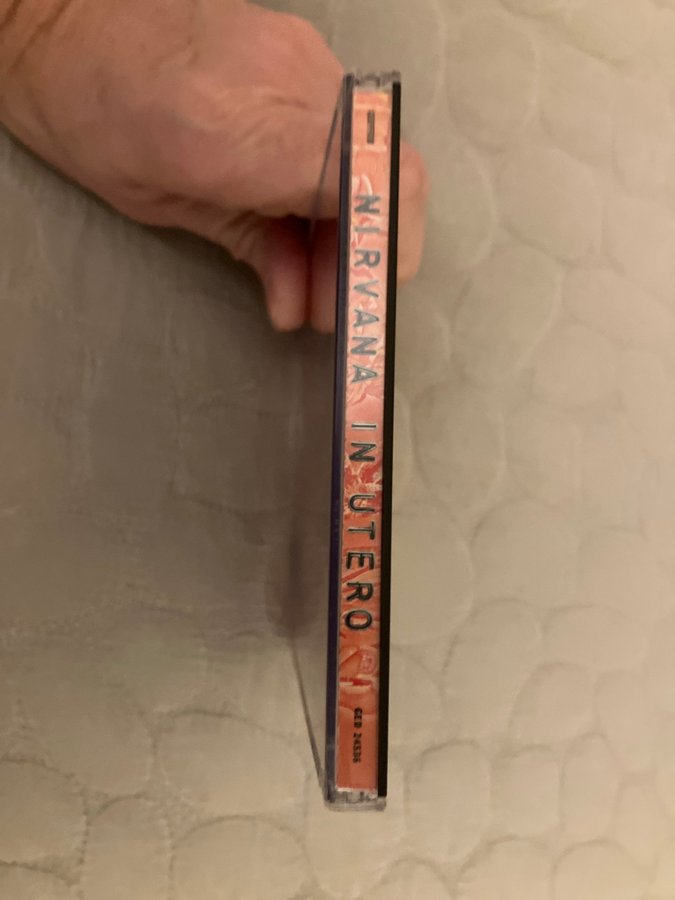 NIRVANA IN UTERO
GED 24536